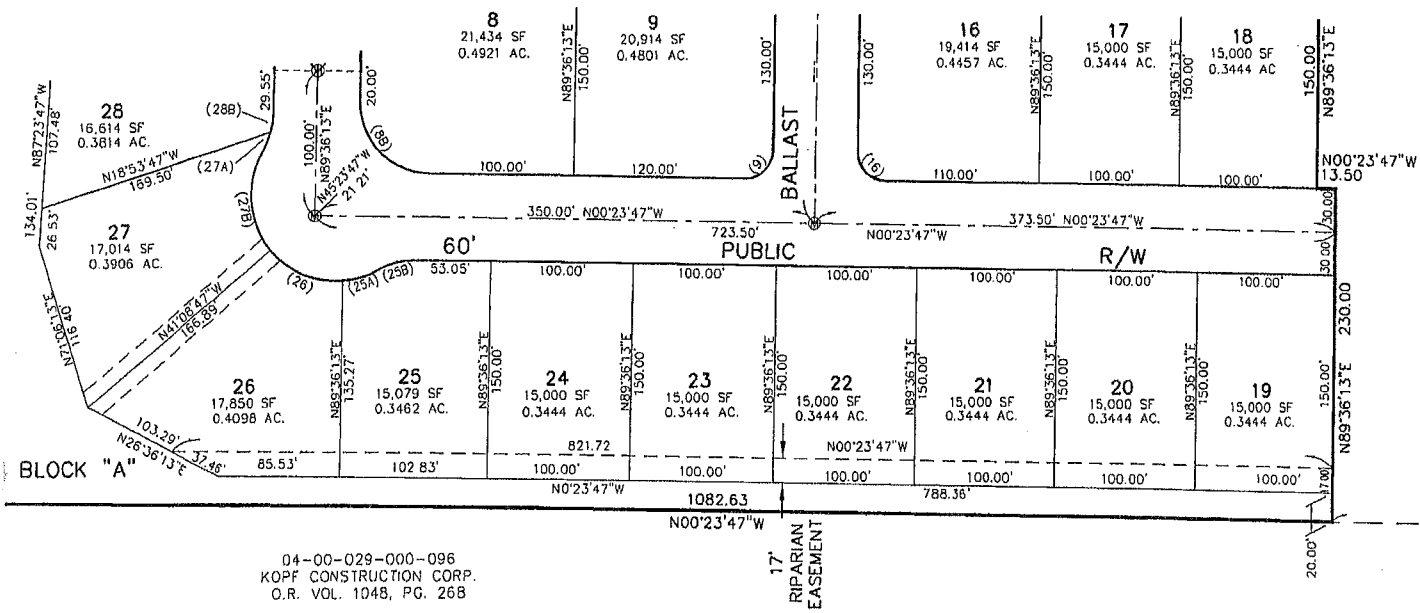 8
21,434 SF
0.4921 AC.
N89°36'13"E
150.00'
9
20,914 SF
0.4801 AC.
130.00'
130.00'
16
19,414 SF
0.4457 AC.
N89°36'13"E
150.00'
17
15,000 SF
0.3444 AC.
N89°36'13"E
150.00'
18
15,000 SF
0.3444 AC
150.00
N89°36'13"E
N87°23'47"W
107.48'
28
16,614 SF
0.3814 AC.
(28B)
29.55'
20.00'
100.00'
N89°36'13"E
N45°23'47"W
21 21'
(8B)
(27A)
N18°53'47"W
169.50'
134.01'
26 53'
100.00'
120.00'
(9)
BALLAST
(16)
110.00'
100.00'
100.00'
N00°23'47"W
13.50
27
17,014 SF
0.3906 AC.
(27B)
350.00' N00°23'47"W
723.50'
373.50' N00°23'47"W
N00°23'47"W
30.00'
30.00'
60'
PUBLIC
R/W
(26)
(25A)
(25B)
53.05'
100.00'
100.00'
100.00'
100.00'
100.00'
100.00'
N71°06'13"E
116.40'
N41°08'47"W
166.89'
230.00
N89°36'13"E
26
17,850 SF
0.4098 AC.
N89°36'13"E
155.27'
25
15,079 SF
0.3462 AC.
N89°36'13"E
150.00'
24
15,000 SF
0.3444 AC.
N89°36'13"E
150.00'
23
15,000 SF
0.3444 AC.
N89°36'13"E
150.00'
22
15,000 SF
0.3444 AC.
N89°36'13"E
150.00'
21
15,000 SF
0.3444 AC.
N89°36'13"E
150.00'
20
15,000 SF
0.3444 AC.
N89°36'13"E
150.00'
19
15,000 SF
0.3444 AC.
150.00'
103.29'
N26°36'13"E
37.46'
821.72
N00°23'47"W
BLOCK "A"
85.53'
102 83'
100.00'
100.00'
100.00'
100.00'
100.00'
100.00'
17.00'
N0°23'47"W
788.36'
1082.63
N00°23'47"W
20.00'
17'
RIPARIAN
EASEMENT
04-00-029-000-096
KOPF CONSTRUCTION CORP.
O.R. VOL. 1048, PG. 268